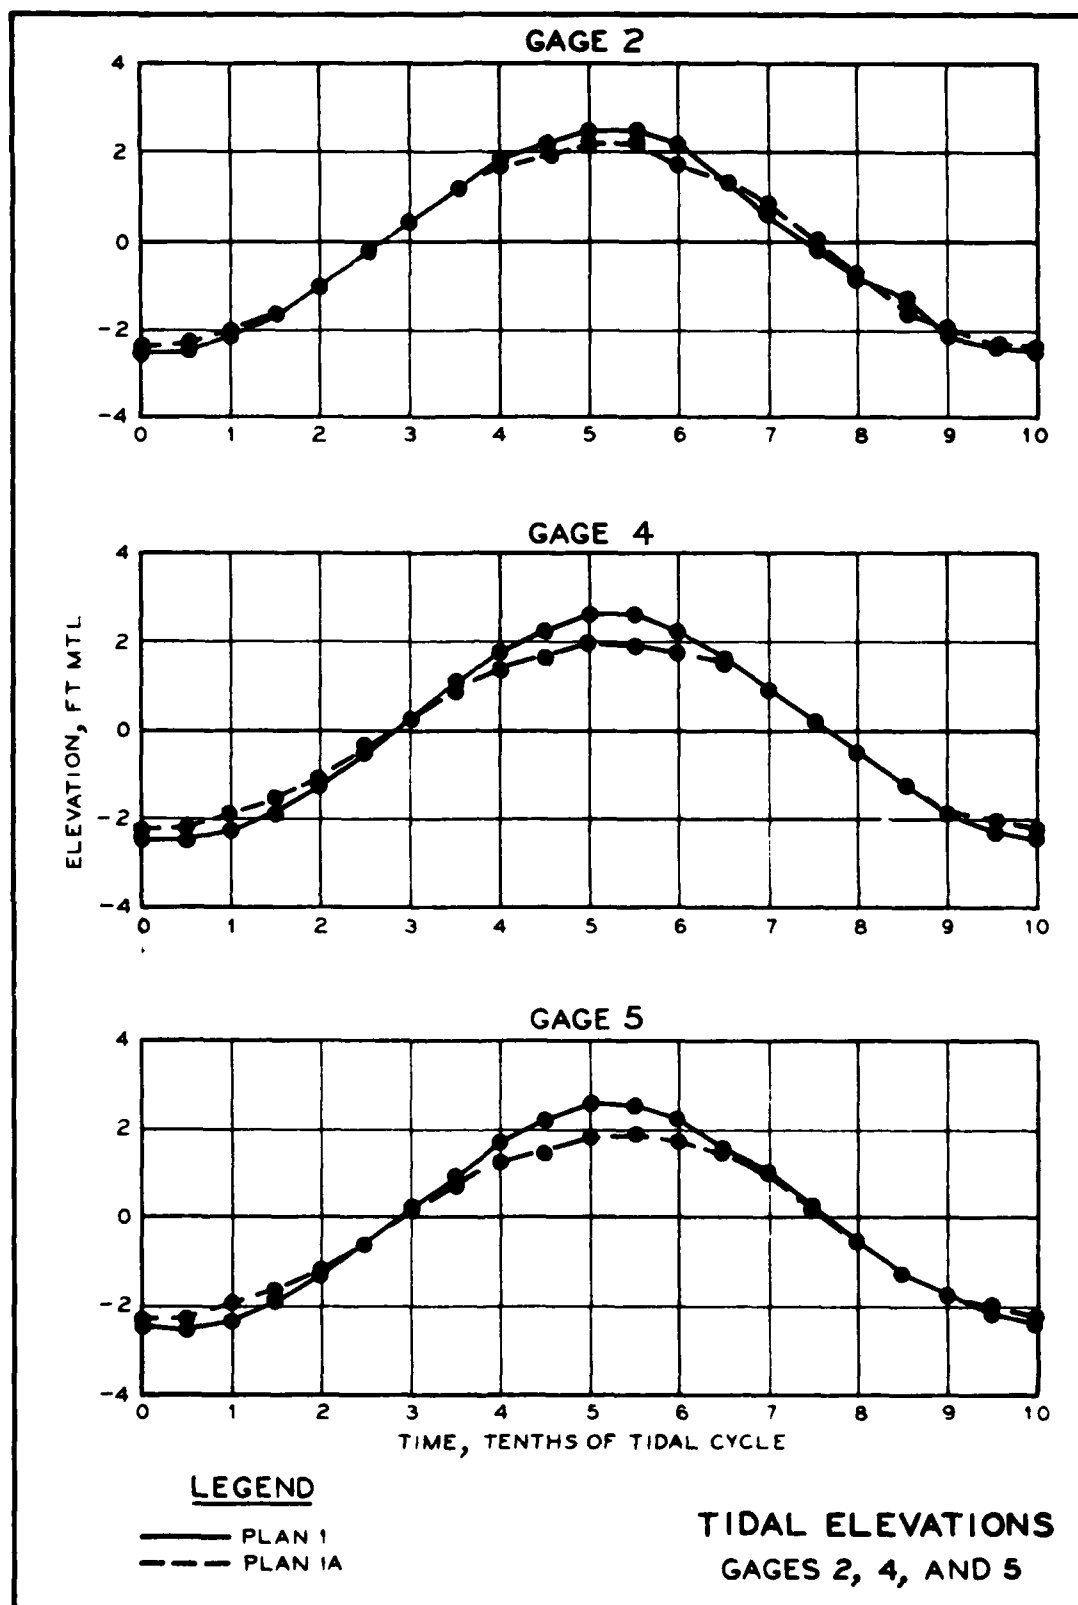 GAGE 2
4
2
0
-2
-4
0 1 2 3 4 5 6 7 8 9 10
GAGE 4
4
2
0
-2
-4
0 1 2 3 4 5 6 7 8 9 10
ELEVATION, FT MTL
GAGE 5
4
2
0
-2
-4
0 1 2 3 4 5 6 7 8 9 10
TIME, TENTHS OF TIDAL CYCLE
LEGEND
PLAN 1
PLAN 1A
TIDAL ELEVATIONS
GAGES 2, 4, AND 5